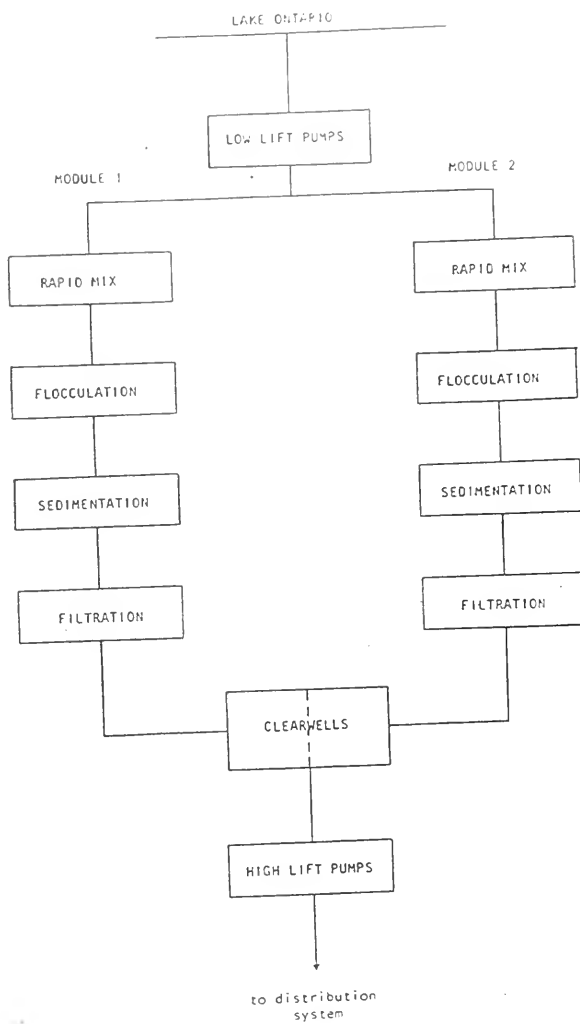 LAKE ONTARIO
LOW LIFT PUMPS
MODULE 1
MODULE 2
RAPID MIX
RAPID MIX
FLOCCULATION
FLOCCULATION
SEDIMENTATION
SEDIMENTATION
FILTRATION
FILTRATION
CLEARWELLS
HIGH LIFT PUMPS
to distribution
system